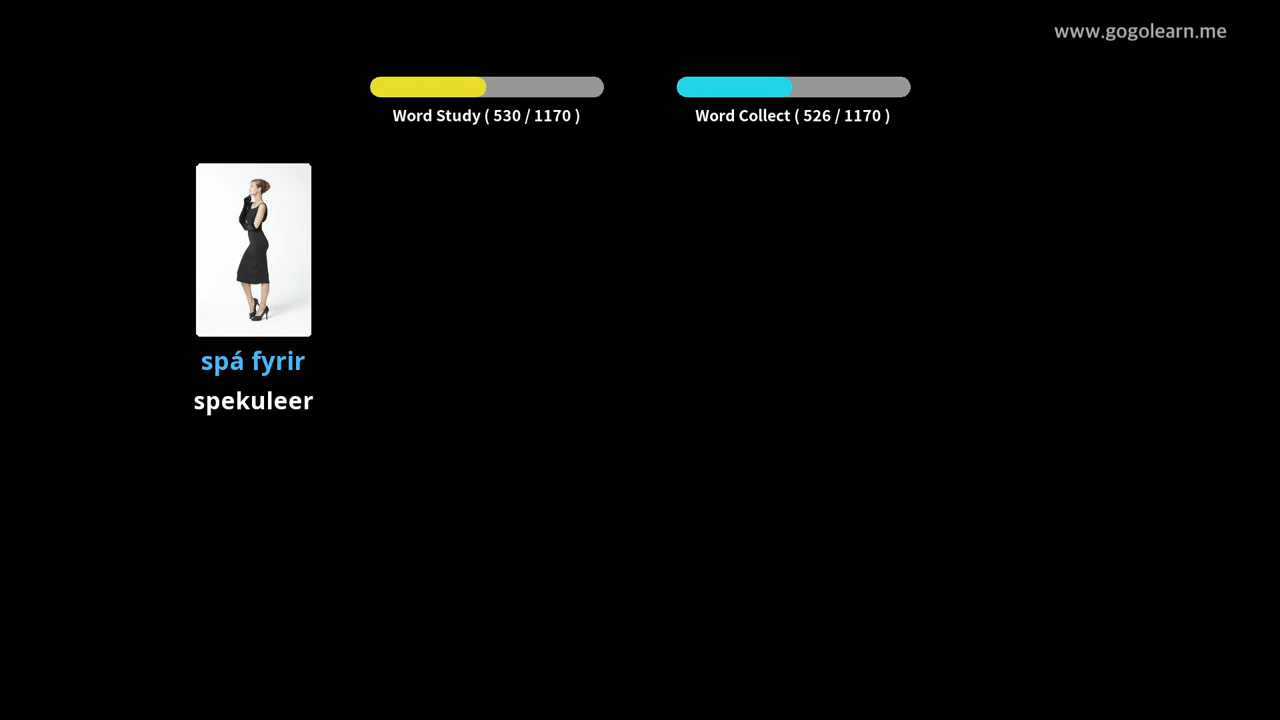 www.gogolearn.me
Word Study ( 530 / 1170 )
Word Collect ( 526 / 1170 )
spá fyrir
spekuleer